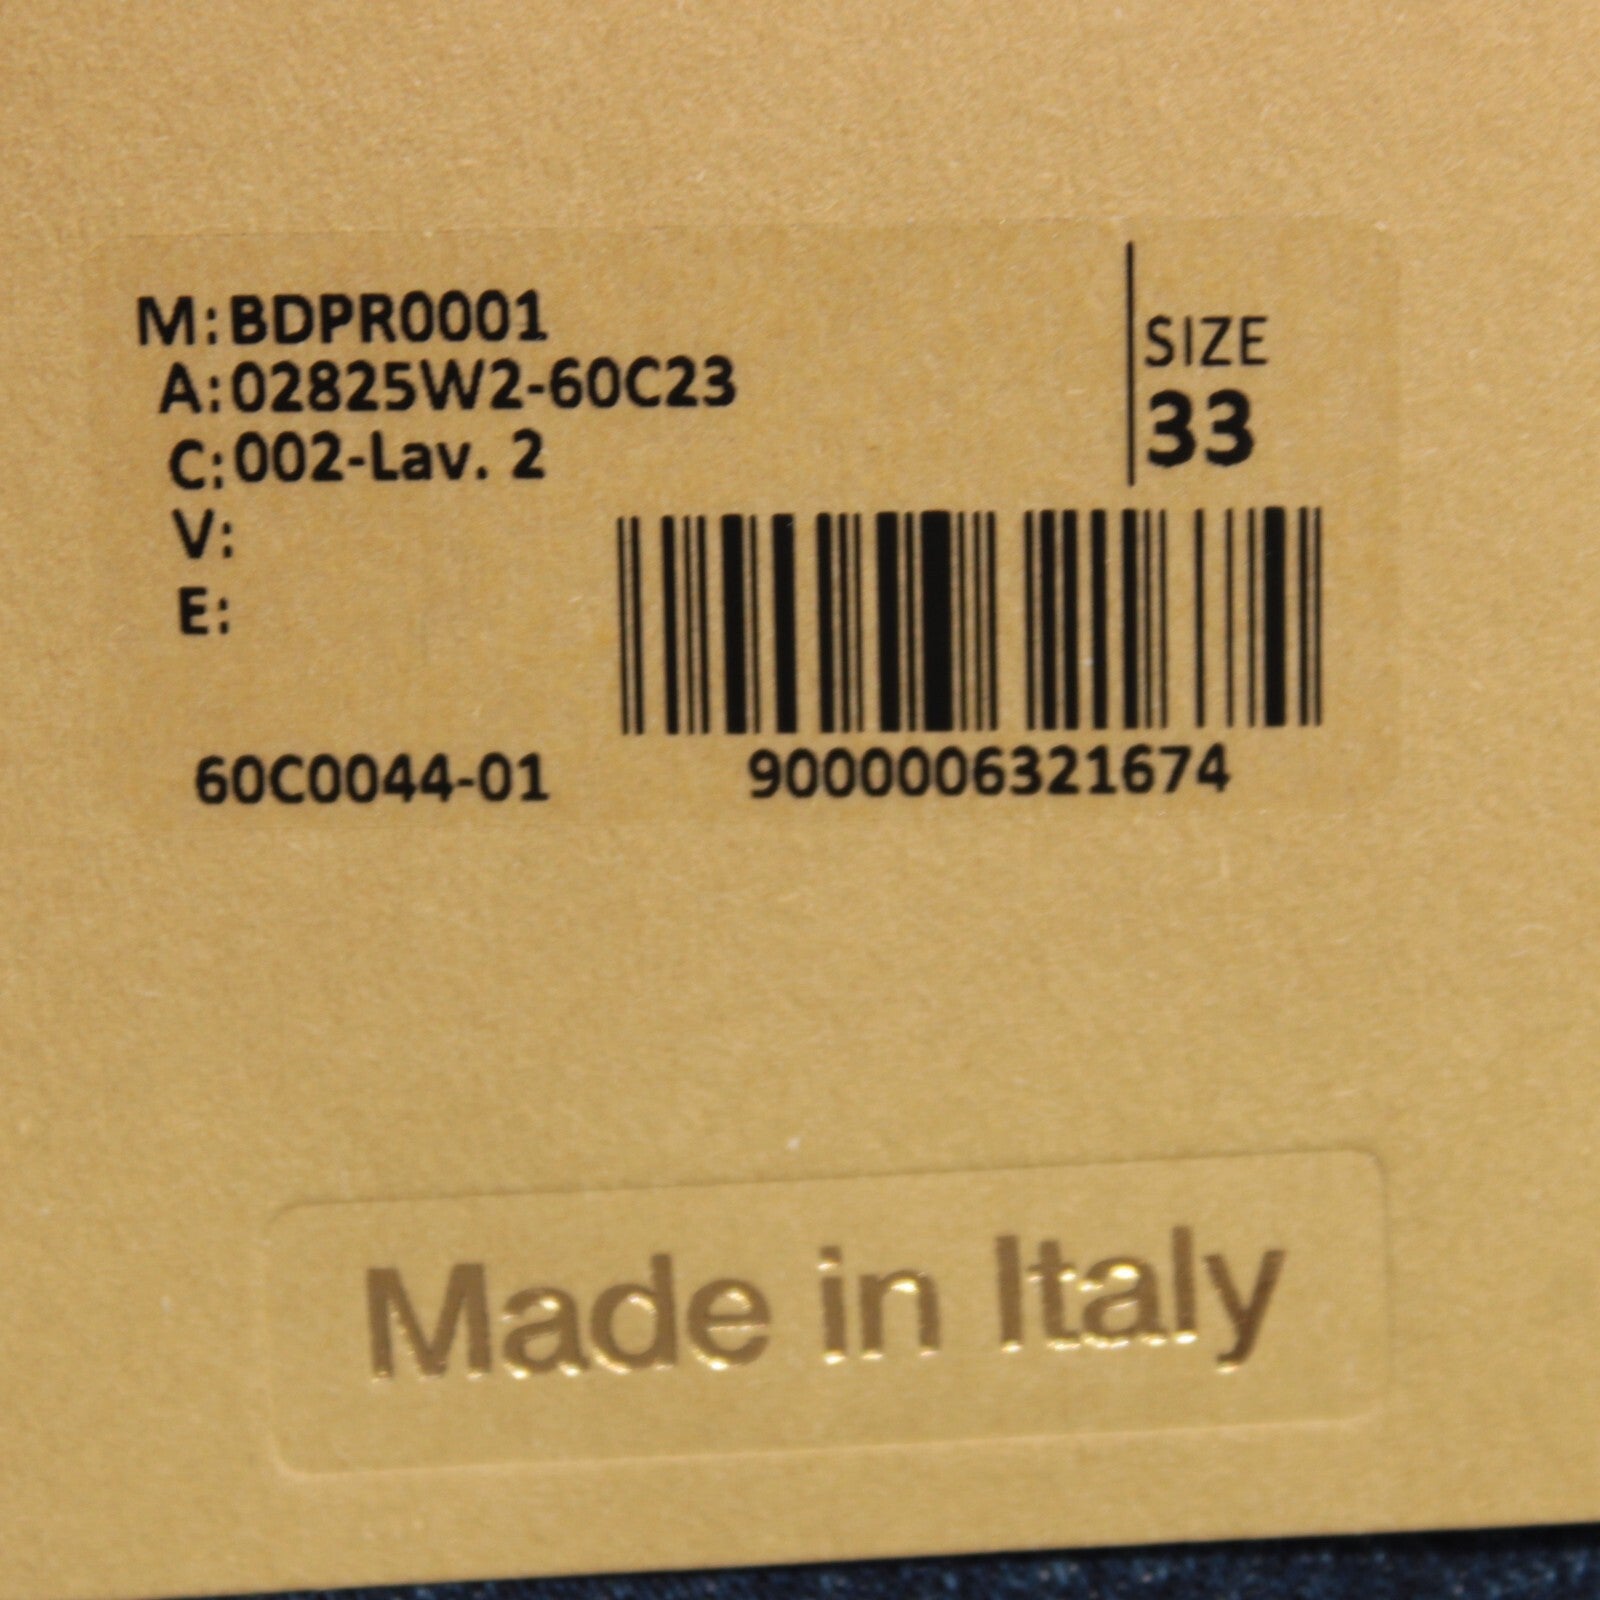 M: BDPR0001
A: 02825W2-60C23
C: 002-Lav. 2
V:
E:
SIZE
33
60C0044-01
9000006321674
Made in Italy